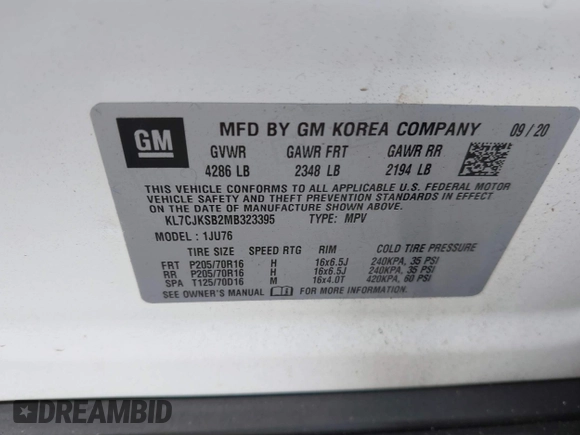 GM
MFD BY GM KOREA COMPANY 09/20
GVWR GAWR FRT GAWR RR
4286 LB 2348 LB 2194 LB
THIS VEHICLE CONFORMS TO ALL APPLICABLE U.S. FEDERAL MOTOR
VEHICLE SAFETY AND THEFT PREVENTION STANDARDS IN EFFECT ON
THE DATE OF MANUFACTURE SHOWN ABOVE.
KL7CJKSB2MB323395 TYPE: MPV
MODEL : 1JU76
TIRE SIZE SPEED RTG RIM COLD TIRE PRESSURE
FRT P205/70R16 H 16x6.5J 240KPA, 35 PSI
RR P205/70R16 H 16x6.5J 240KPA, 35 PSI
SPA T125/70D16 M 16x4.0T 420KPA, 60 PSI
SEE OWNER'S MANUAL FOR MORE INFORMATION
DREAMBID